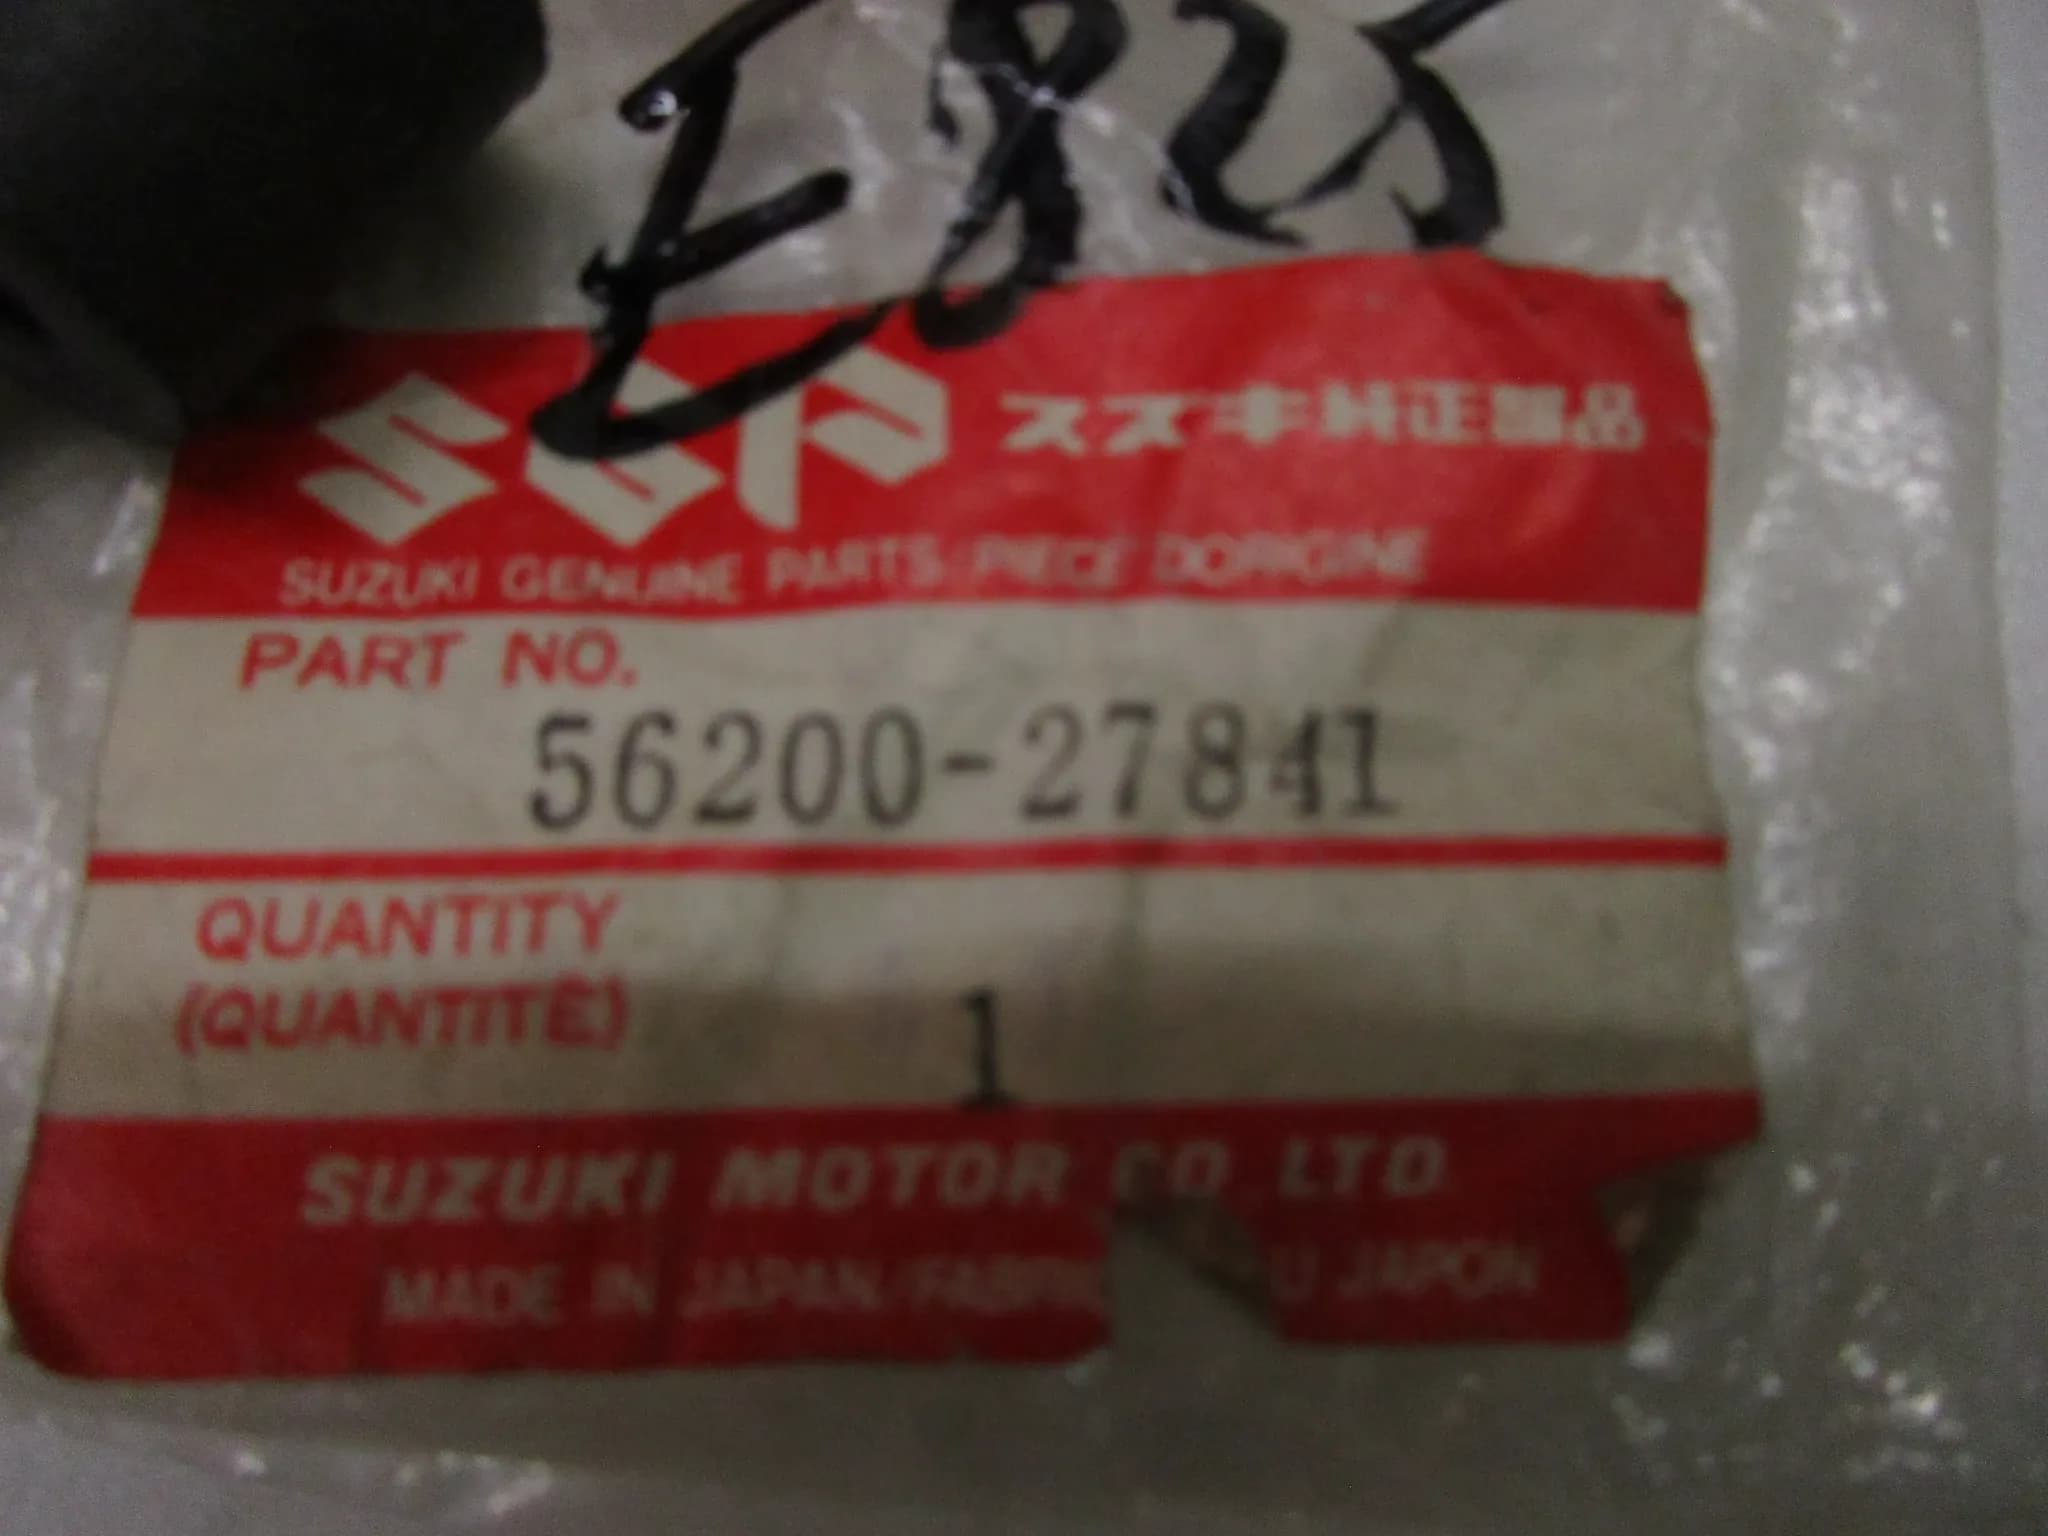 E825
SGP スズキ純正部品
SUZUKI GENUINE PARTS/PIECE D'ORIGINE
PART NO.
56200-27841
QUANTITY
(QUANTITÉ)
1
SUZUKI MOTOR CO. LTD.
MADE IN JAPAN/FABRI U JAPON